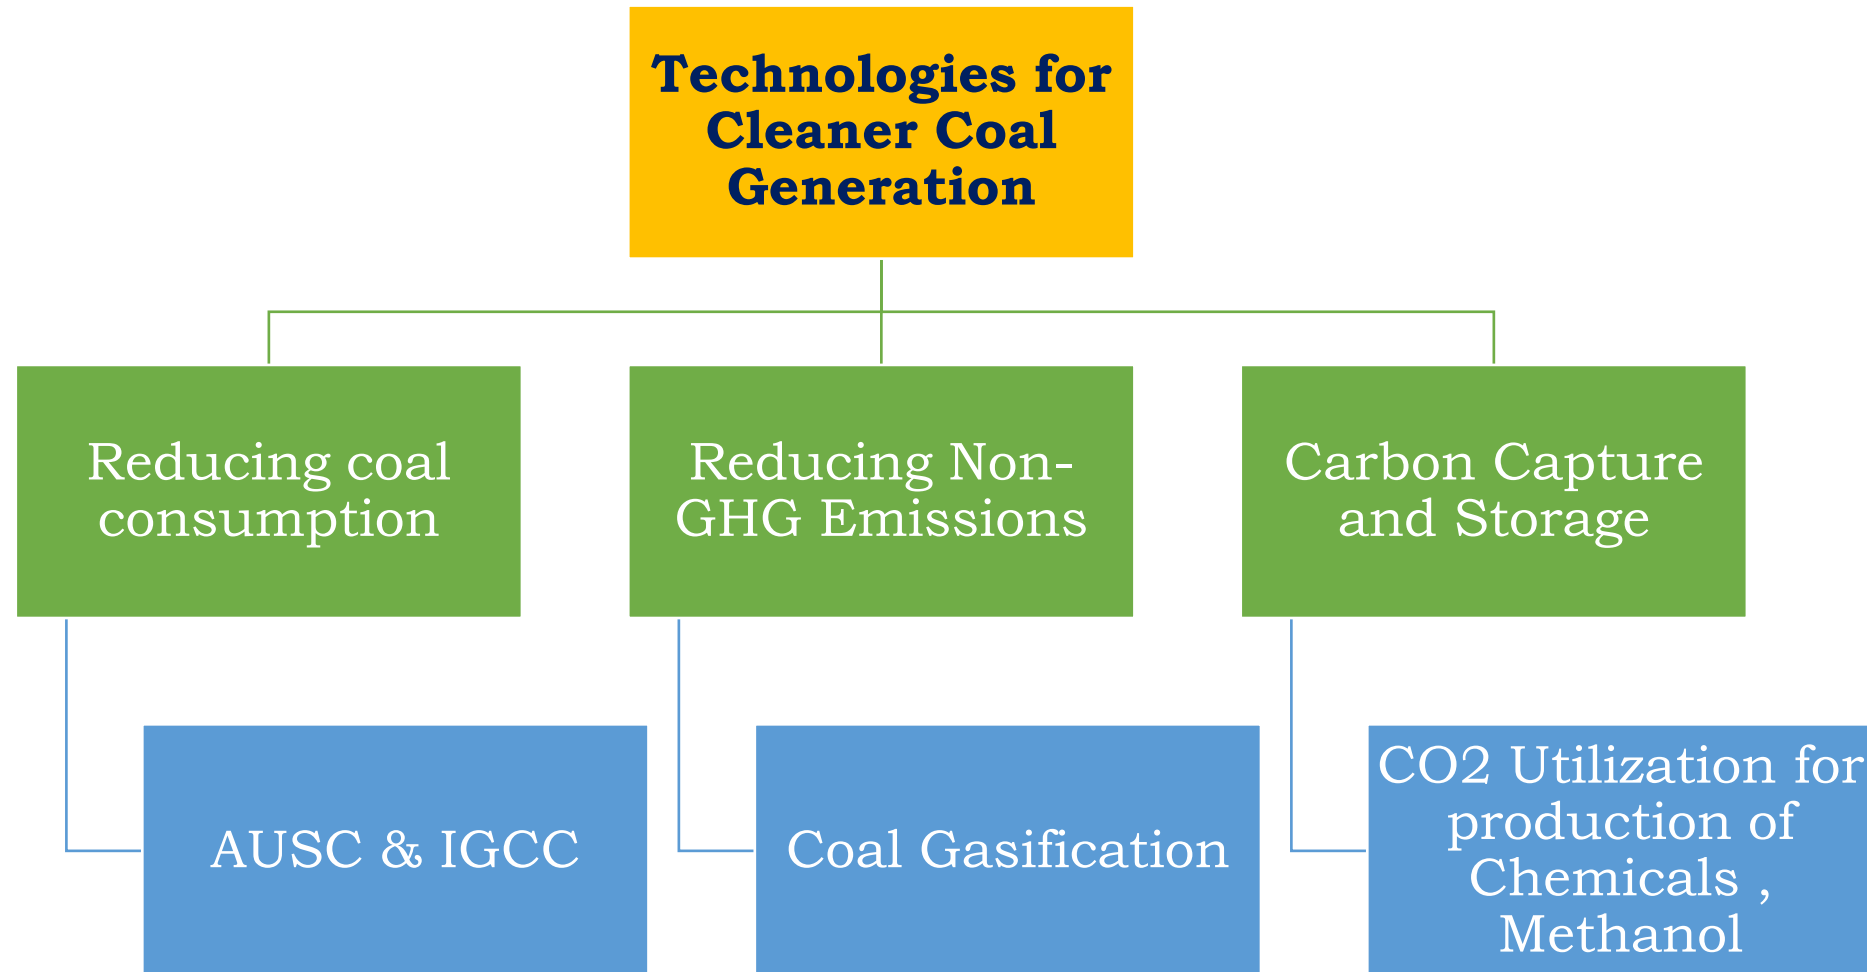 Technologies for
Cleaner Coal
Generation
Reducing coal
consumption
Reducing Non-
GHG Emissions
Carbon Capture
and Storage
AUSC & IGCC
Coal Gasification
CO2 Utilization for
production of
Chemicals ,
Methanol